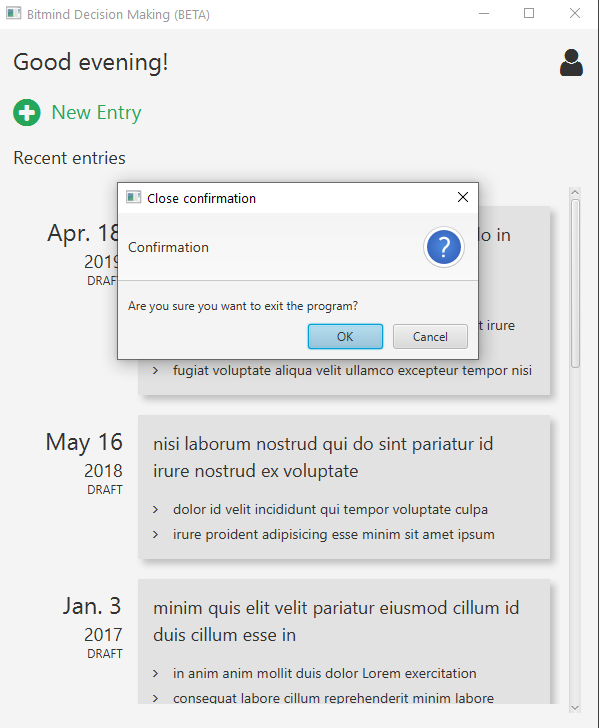 Bitmind Decision Making (BETA)
Good evening!
New Entry
Recent entries
Close confirmation
Confirmation
?
Are you sure you want to exit the program?
OK
Cancel
Apr. 18
2019
do in
irure
fugiat voluptate aliqua velit ullamco excepteur tempor nisi
May 16
2018
DRAFT
nisi laborum nostrud qui do sint pariatur id
irure nostrud ex voluptate
dolor id velit incididunt qui tempor voluptate culpa
irure proident adipisicing esse minim sit amet ipsum
Jan. 3
2017
DRAFT
minim quis elit velit pariatur eiusmod cillum id
duis cillum esse in
in anim anim mollit duis dolor Lorem exercitation
consequat labore cillum reprehenderit minim labore